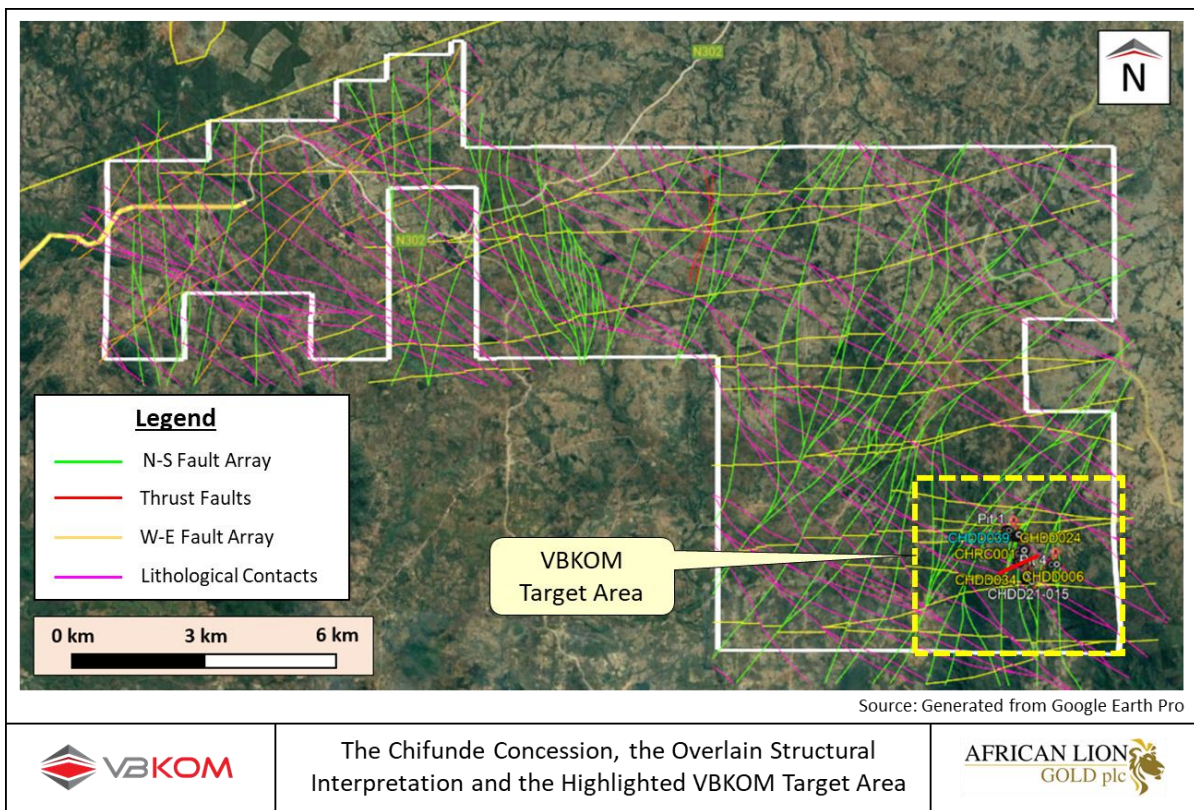 N302
N
N302
Legend
N-S Fault Array
Thrust Faults
W-E Fault Array
Lithological Contacts
0 km 3 km 6 km
VBKOM
Target Area
Pit 1
CHDD039 CHDD024
CHRC001
CHDD034 CHDD006
CHDD21-015
Source: Generated from Google Earth Pro
VBKOM
The Chifunde Concession, the Overlain Structural
Interpretation and the Highlighted VBKOM Target Area
AFRICAN LION
GOLD plc